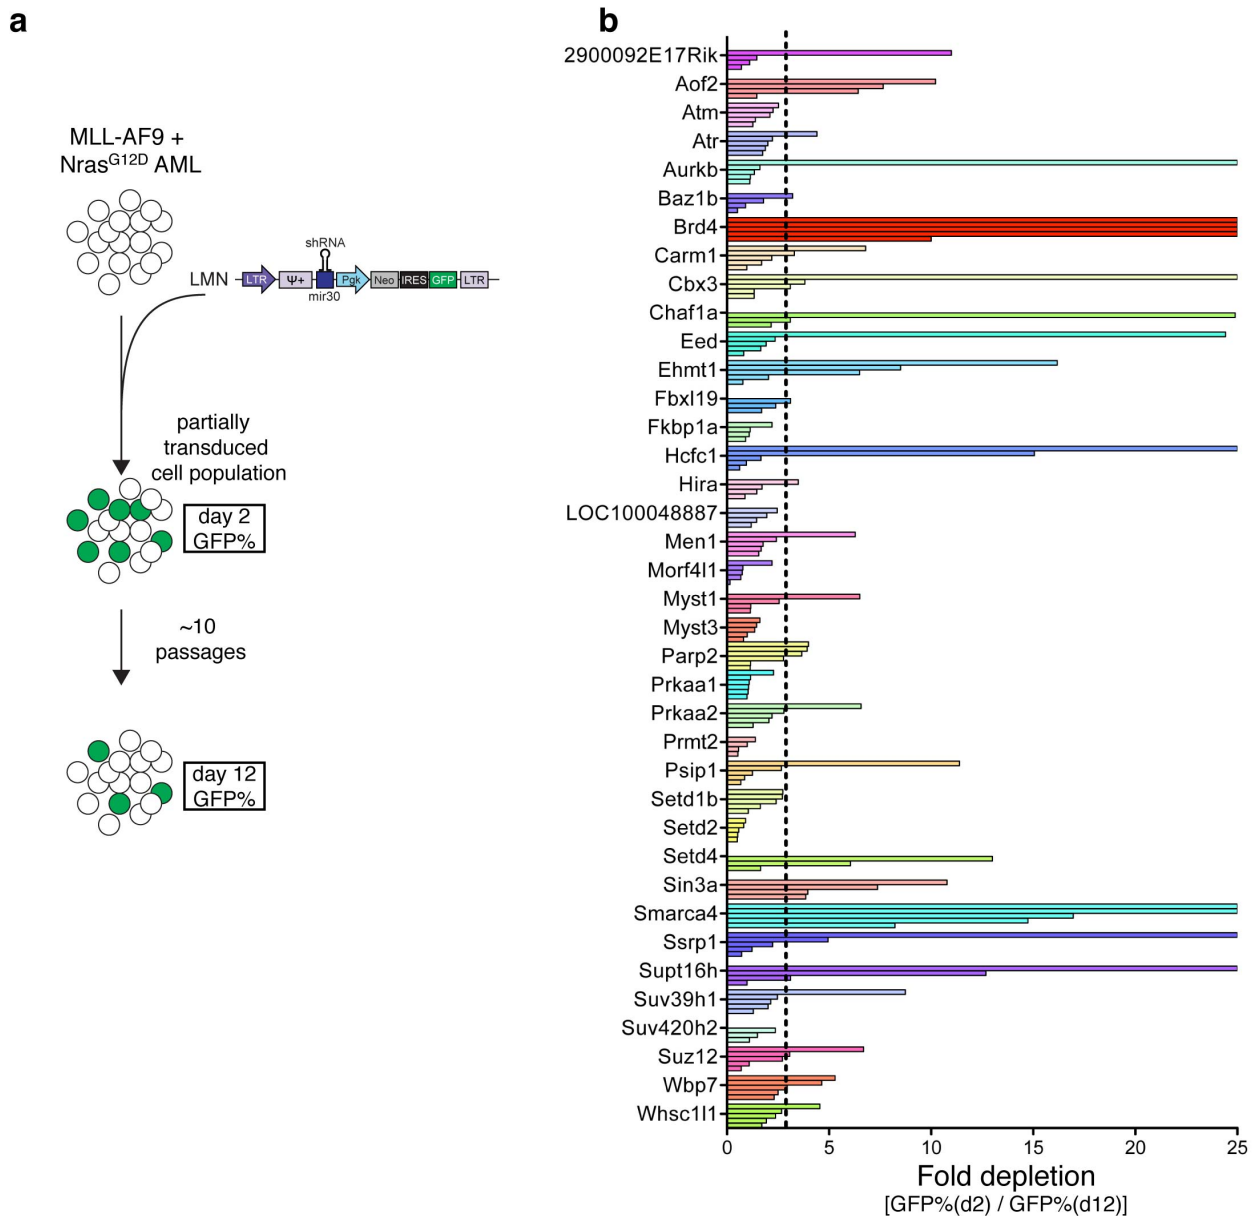 a
MLL-AF9 +
NrasG12D AML
shRNA
LMN
LTR Ψ+ Pgk Neo IRES GFP LTR
mir30
partially
transduced
cell population
day 2
GFP%
~10
passages
day 12
GFP%
b
2900092E17Rik
Aof2
Atm
Atr
Aurkb
Baz1b
Brd4
Carm1
Cbx3
Chaf1a
Eed
Ehmt1
Fbxl19
Fkbp1a
Hcfc1
Hira
LOC100048887
Men1
Morf4l1
Myst1
Myst3
Parp2
Prkaa1
Prkaa2
Prmt2
Psip1
Setd1b
Setd2
Setd4
Sin3a
Smarca4
Ssrp1
Supt16h
Suv39h1
Suv420h2
Suz12
Wbp7
Whsc1l1
0 5 10 15 20 25
Fold depletion
[GFP%(d2) / GFP%(d12)]